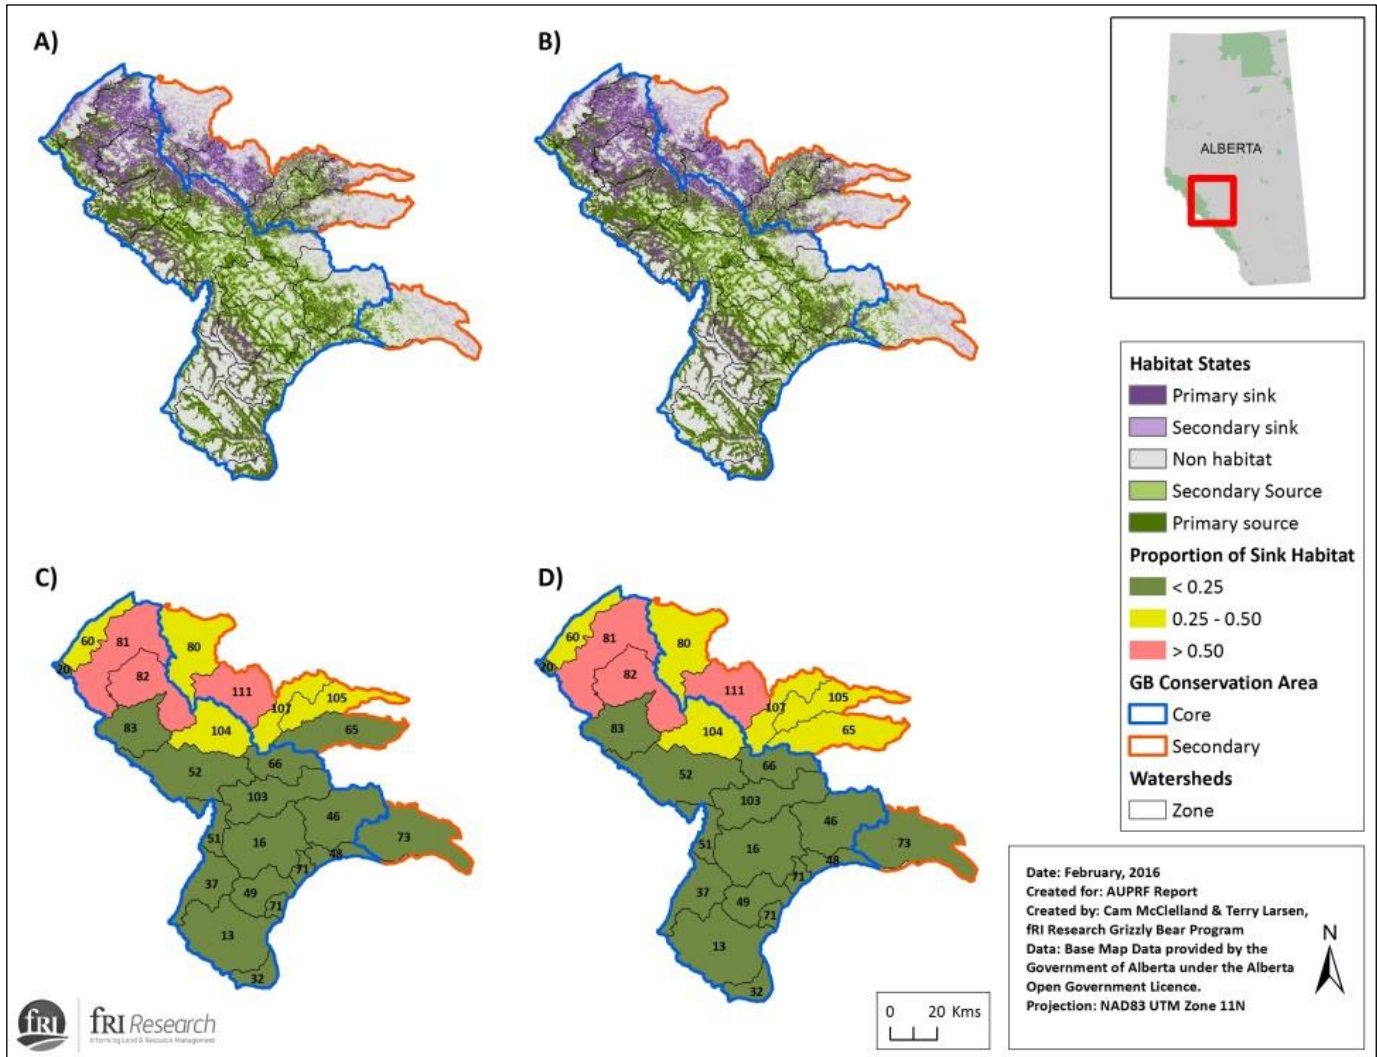 A)
B)
ALBERTA
Habitat States
Primary sink
Secondary sink
Non habitat
Secondary Source
Primary source
Proportion of Sink Habitat
< 0.25
0.25 - 0.50
> 0.50
GB Conservation Area
Core
Secondary
Watersheds
Zone
C)
60
81
80
20
82
111
105
107
83
104
65
52
66
103
46
51
16
73
48
71
37
49
71
13
32
D)
60
81
80
20
82
111
105
107
83
104
65
52
66
103
46
51
16
73
48
71
37
49
71
13
32
Date: February, 2016
Created for: AUPRF Report
Created by: Cam McClelland & Terry Larsen,
fRI Research Grizzly Bear Program
Data: Base Map Data provided by the
Government of Alberta under the Alberta
Open Government Licence.
Projection: NAD83 UTM Zone 11N
N
0 20 Kms
fRI
fRI Research
Informing Land & Resource Management